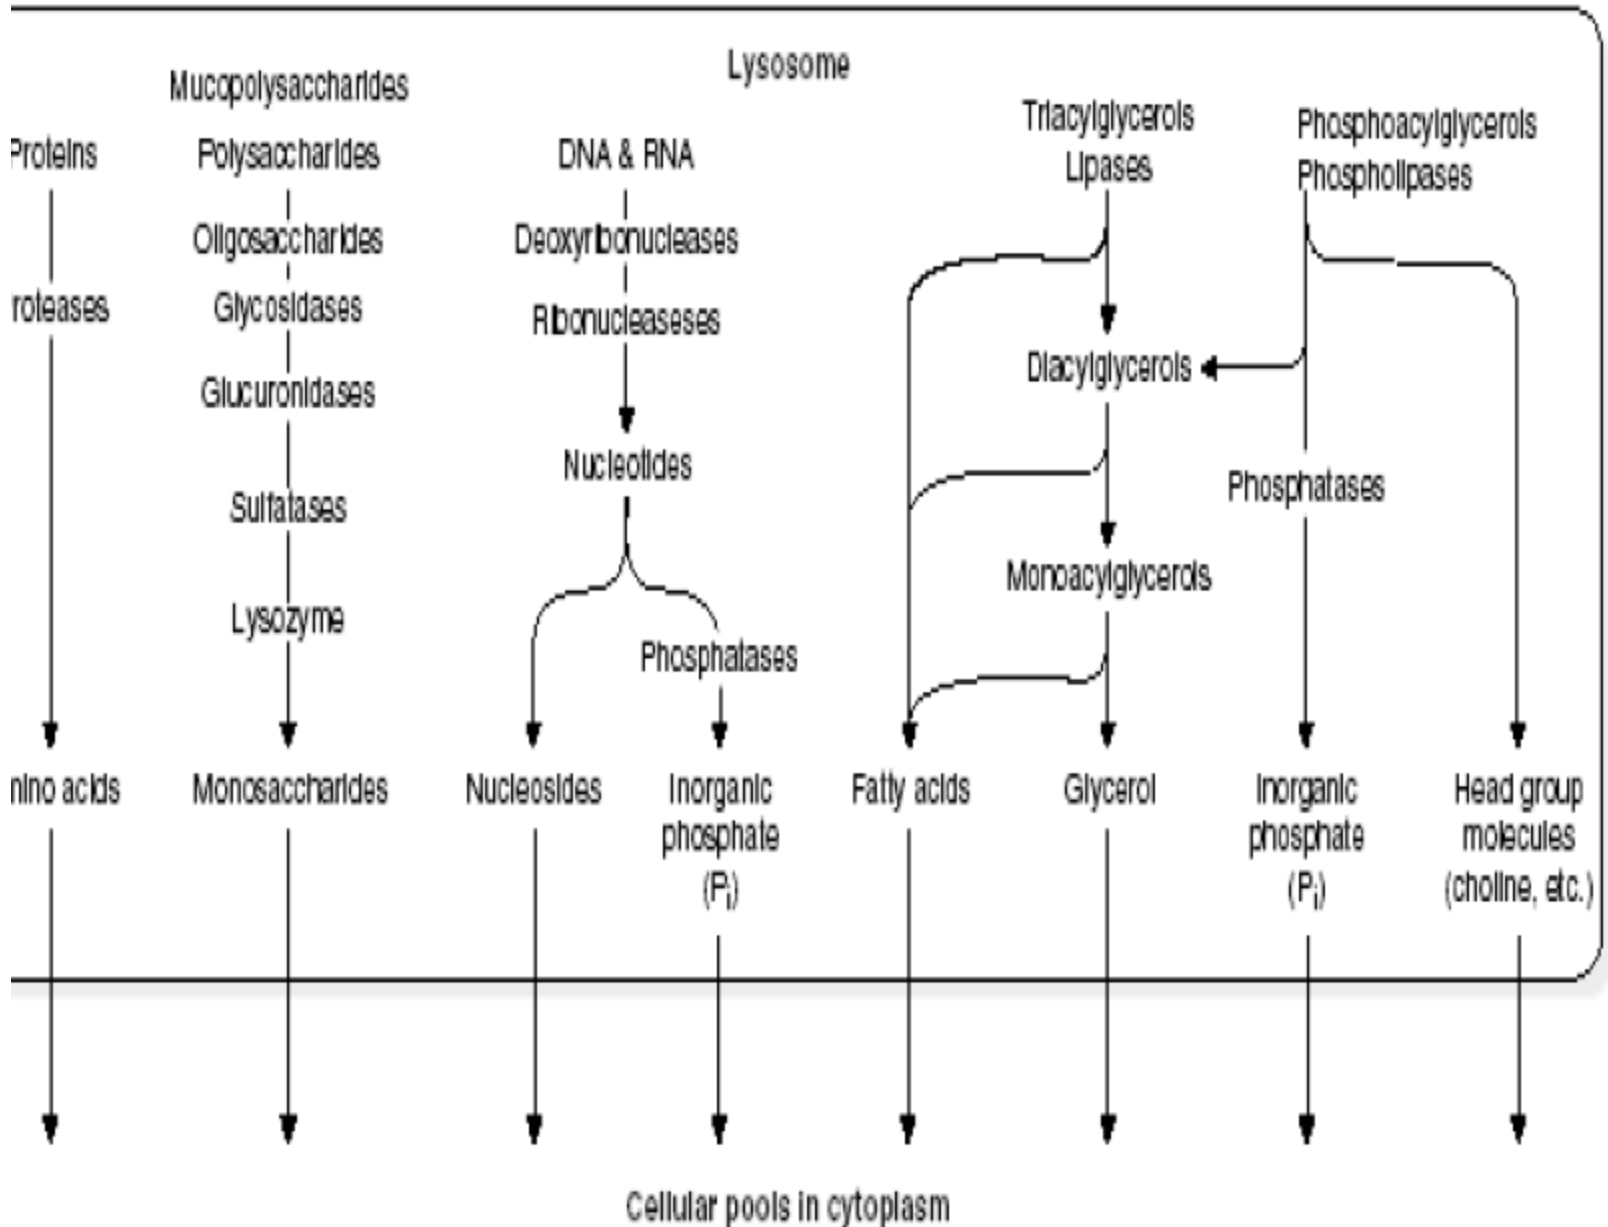 Lysosome
Mucopolysaccharides
Triacylglycerols
Phosphoacylglycerols
Proteins
Polysaccharides
DNA & RNA
Lipases
Phospholipases
Oligosaccharides
Deoxyribonucleases
roteases
Glycosidases
Ribonucleaseses
Diacylglycerols
Glucuronidases
Nucleotides
Phosphatases
Sulfatases
Monoacylglycerols
Lysozyme
Phosphatases
nino acids
Monosaccharides
Nucleosides
Inorganic
phosphate
(Pi)
Fatty acids
Glycerol
Inorganic
phosphate
(Pi)
Head group
molecules
(choline, etc.)
Cellular pools in cytoplasm